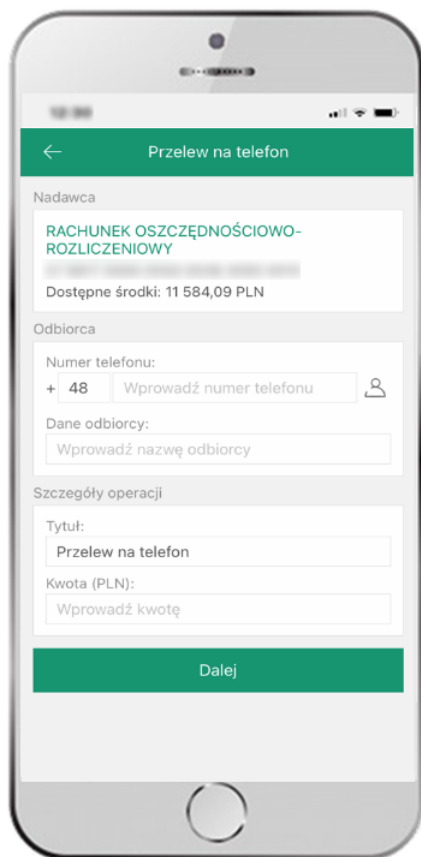 Przelew na telefon
Nadawca
RACHUNEK OSZCZĘDNOŚCIOWO-
ROZLICZENIOWY
Dostępne środki: 11 584,09 PLN
Odbiorca
Numer telefonu:
+ 48 Wprowadź numer telefonu
Dane odbiorcy:
Wprowadź nazwę odbiorcy
Szczegóły operacji
Tytuł:
Przelew na telefon
Kwota (PLN):
Wprowadź kwotę
Dalej